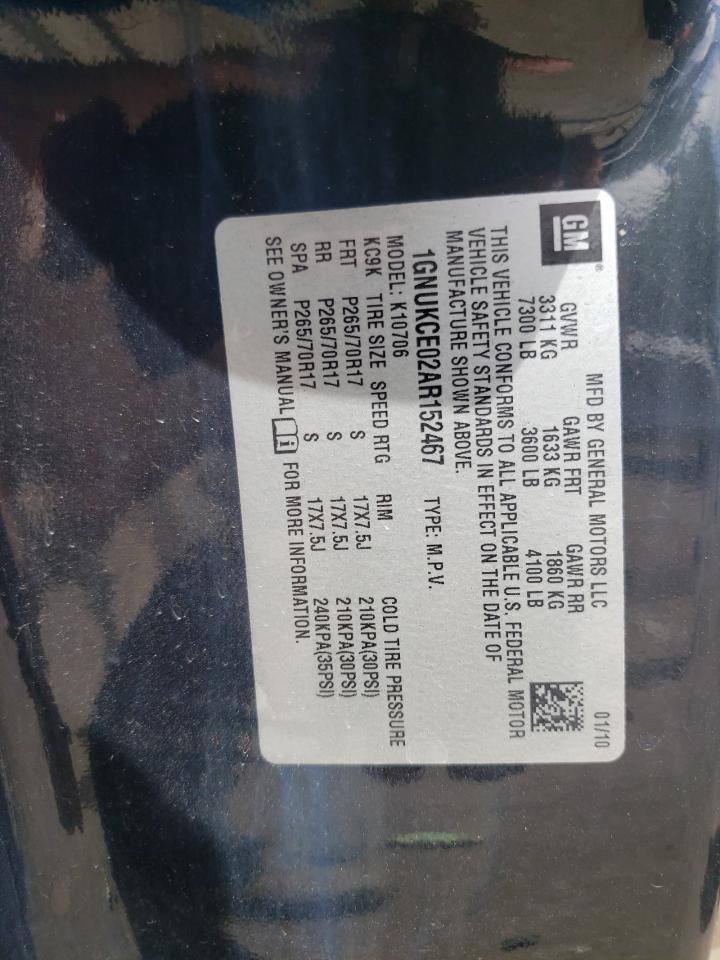 GM®
MFD BY GENERAL MOTORS LLC 01/10
GVWR GAWR FRT GAWR RR
3311 KG 1633 KG 1860 KG
7300 LB 3600 LB 4100 LB
THIS VEHICLE CONFORMS TO ALL APPLICABLE U.S. FEDERAL MOTOR
VEHICLE SAFETY STANDARDS IN EFFECT ON THE DATE OF
MANUFACTURE SHOWN ABOVE.
1GNUKCE02AR152467 TYPE: M.P.V.
MODEL: K10706
KC9K TIRE SIZE SPEED RTG RIM COLD TIRE PRESSURE
FRT P265/70R17 S 17X7.5J 210KPA(30PSI)
RR P265/70R17 S 17X7.5J 210KPA(30PSI)
SPA P265/70R17 S 17X7.5J 240KPA(35PSI)
SEE OWNER'S MANUAL i FOR MORE INFORMATION.